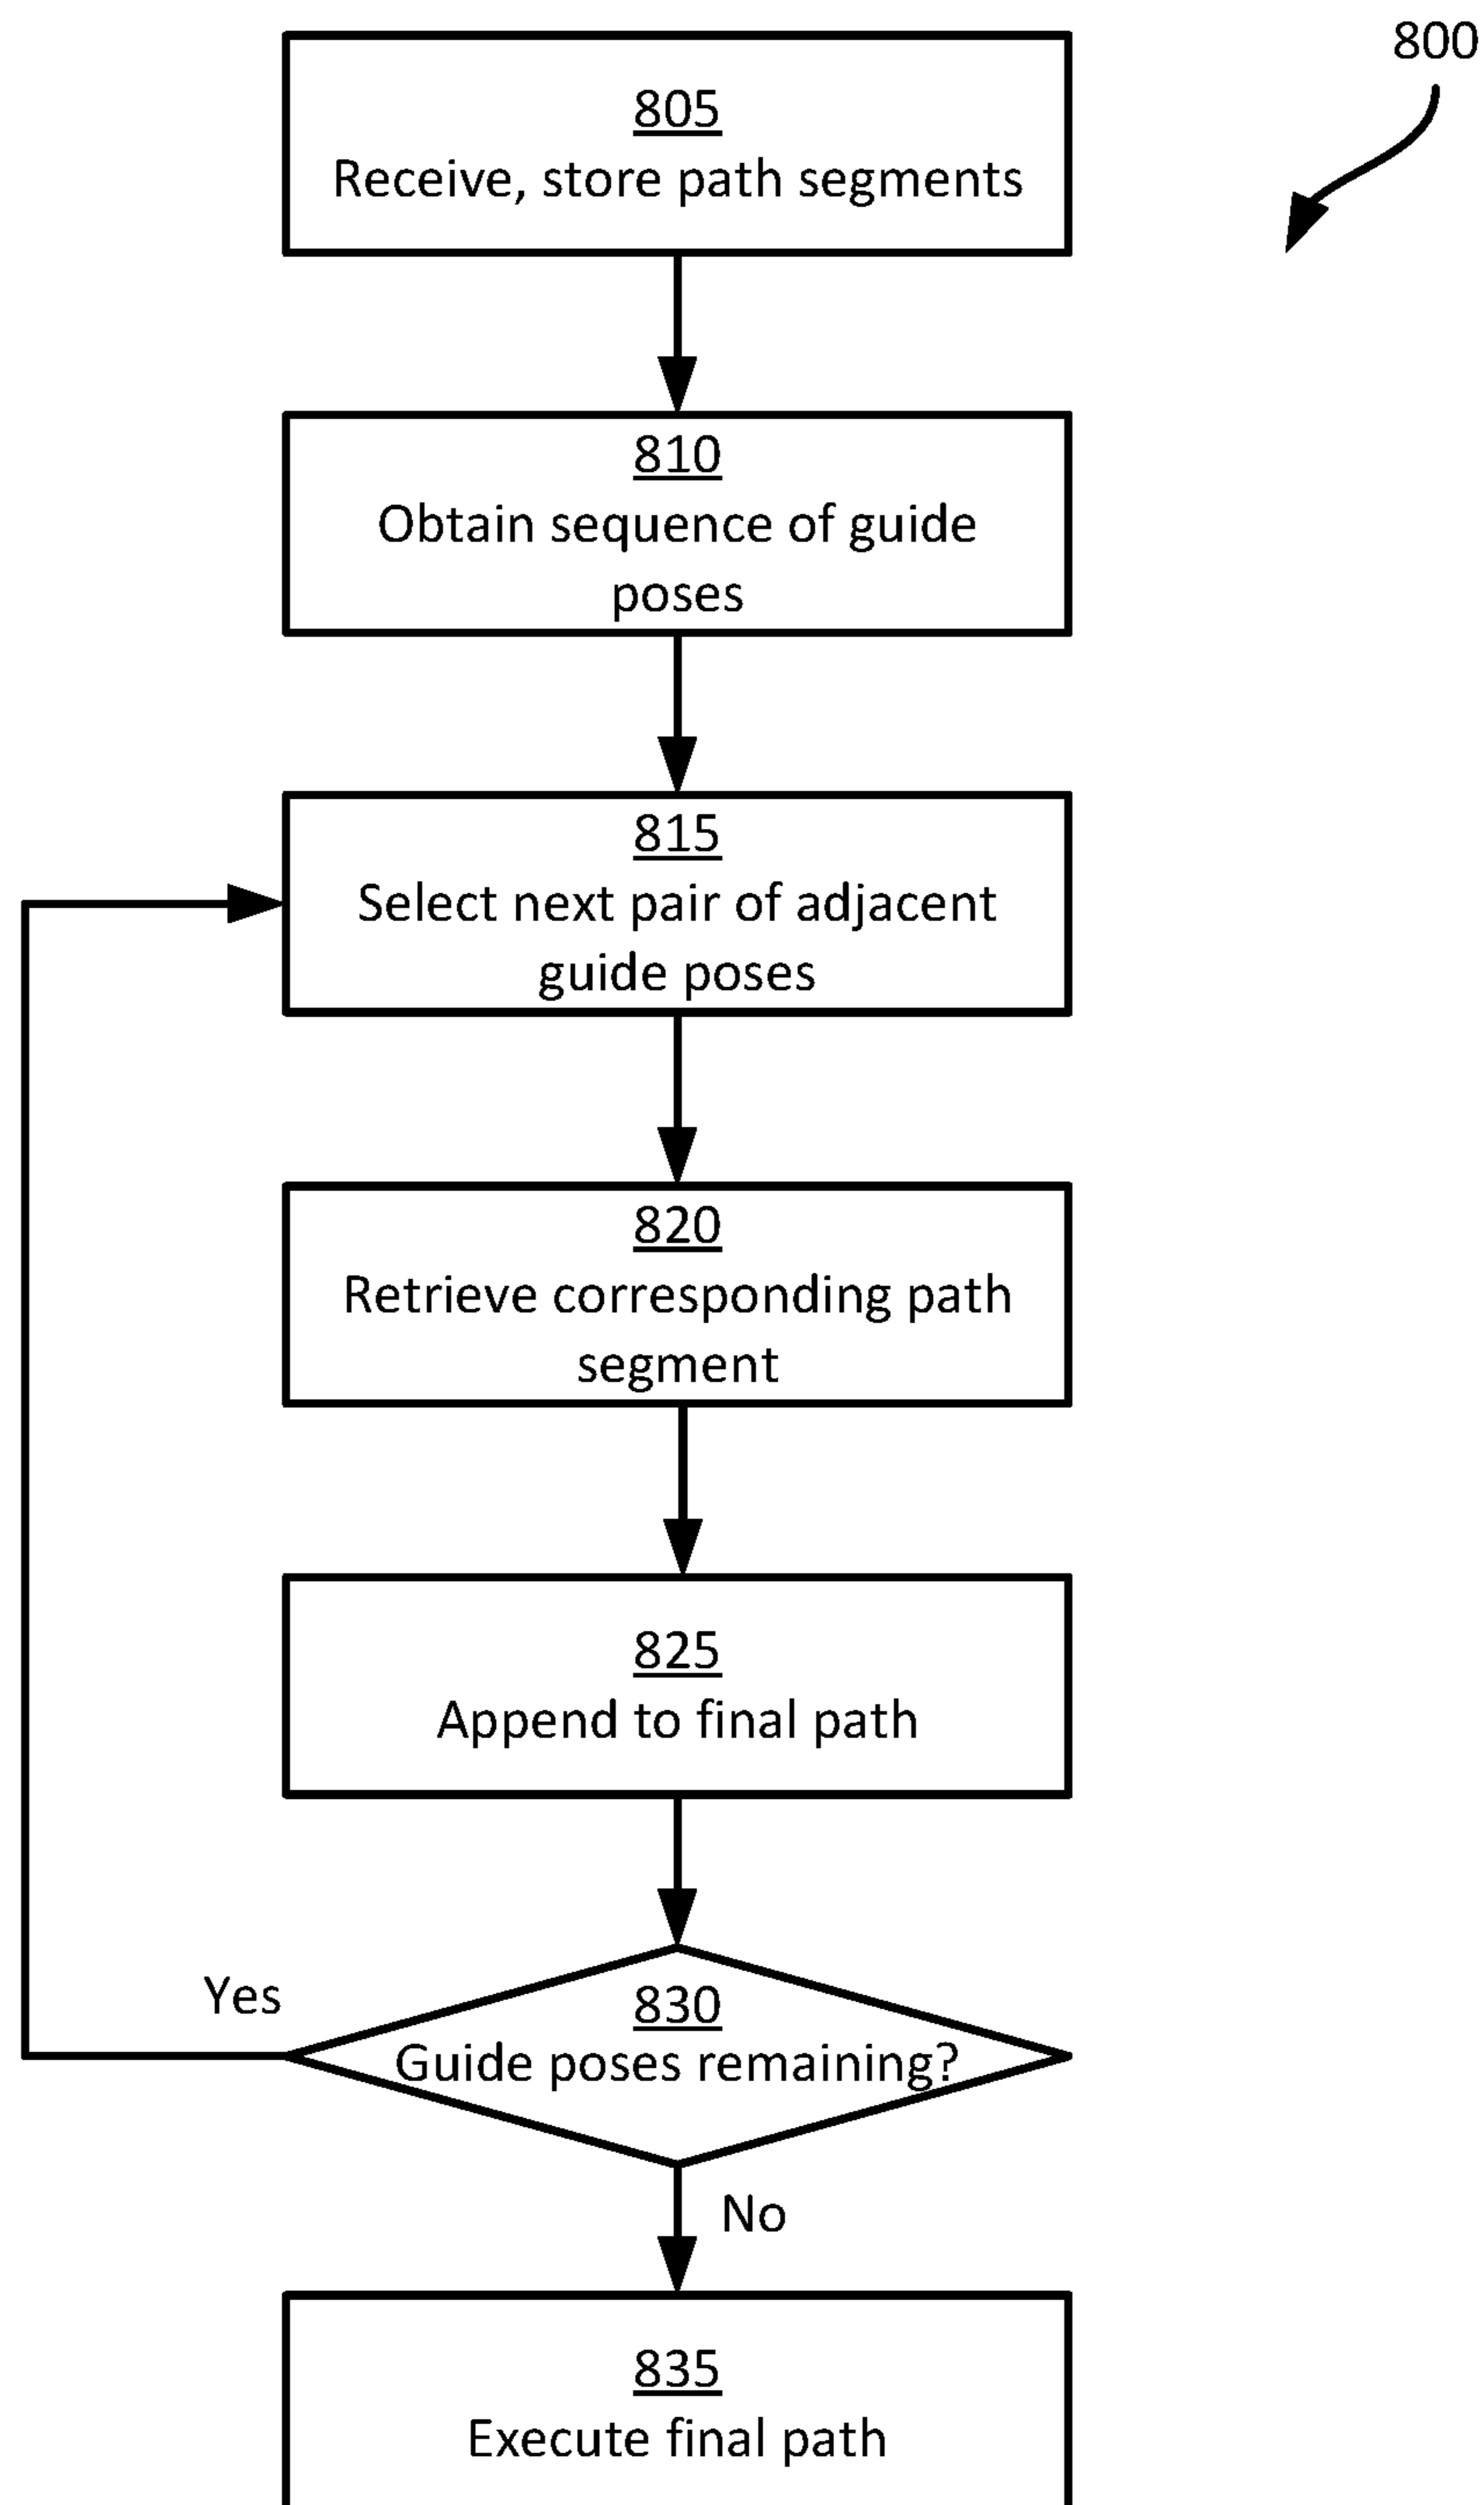 800
805
Receive, store path segments
810
Obtain sequence of guide
poses
815
Select next pair of adjacent
guide poses
820
Retrieve corresponding path
segment
825
Append to final path
Yes
830
Guide poses remaining?
No
835
Execute final path